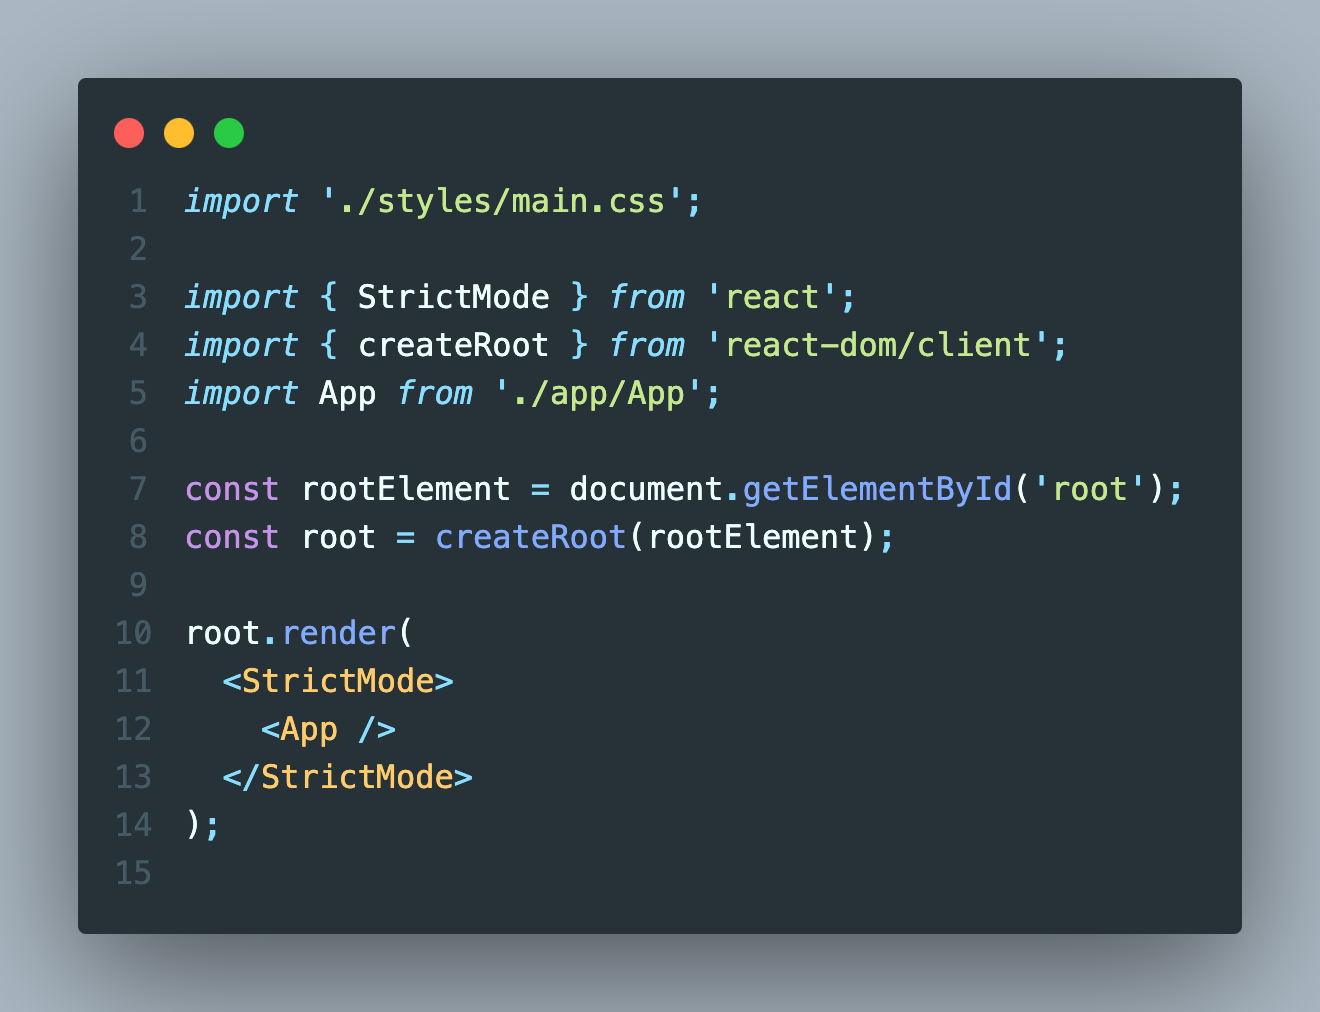 1 import './styles/main.css';
2
3 import { StrictMode } from 'react';
4 import { createRoot } from 'react-dom/client';
5 import App from './app/App';
6
7 const rootElement = document.getElementById('root');
8 const root = createRoot(rootElement);
9
10 root.render(
11   <StrictMode>
12     <App />
13   </StrictMode>
14 );
15